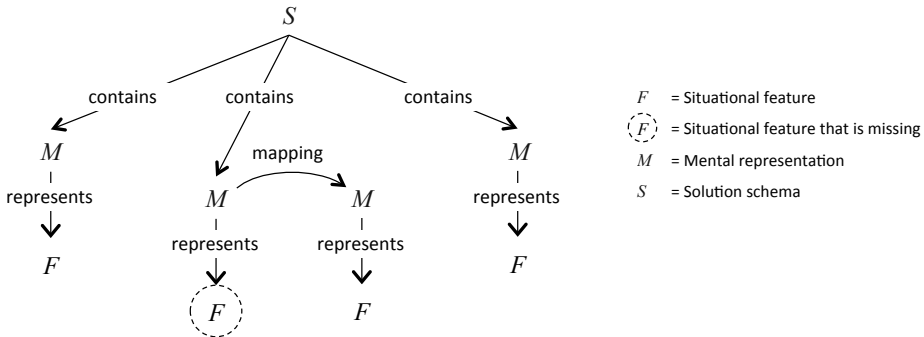 S
contains
contains
contains
M
M
mapping
M
M
represents
represents
represents
represents
F
F
F
F
F = Situational feature
F = Situational feature that is missing
M = Mental representation
S = Solution schema